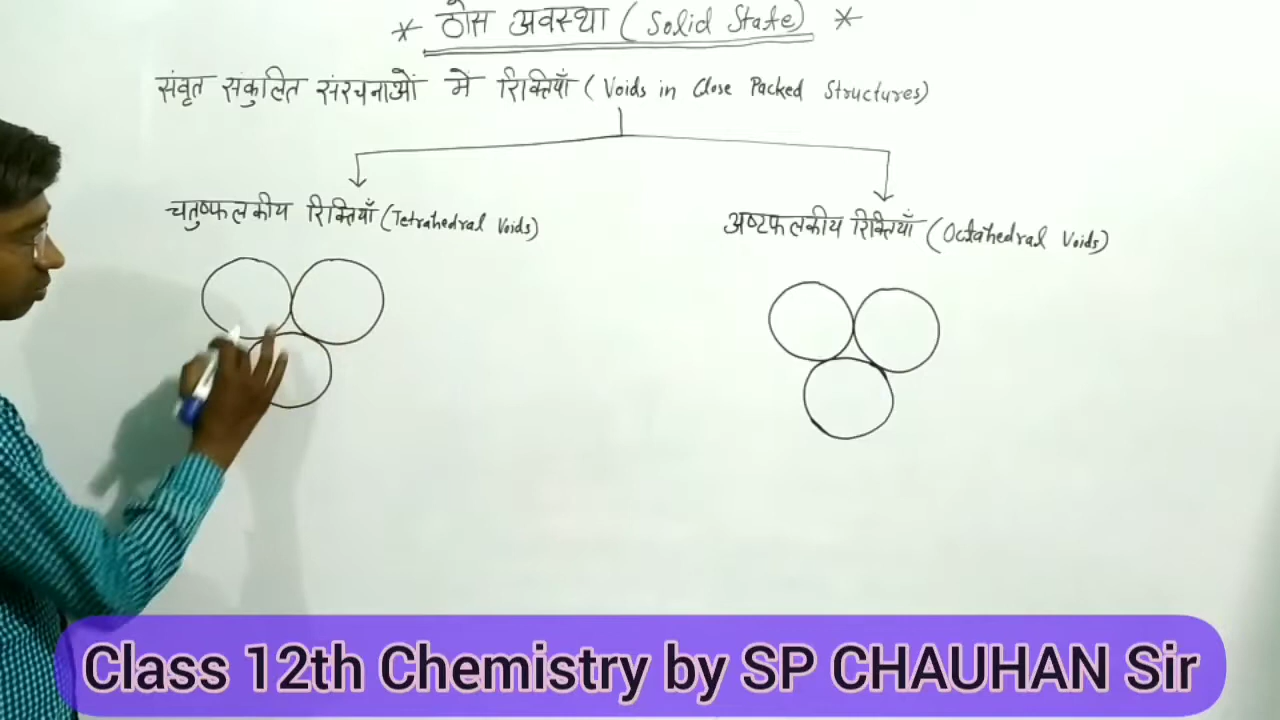 * ठोस अवस्था (Solid State) *
संवृत संकुलित संरचनाओं में रिक्तियाँ (Voids in Close Packed Structures)
चतुष्फलकीय रिक्तियाँ (Tetrahedral Voids)
अष्टफलकीय रिक्तियाँ (Octahedral Voids)
Class 12th Chemistry by SP CHAUHAN Sir